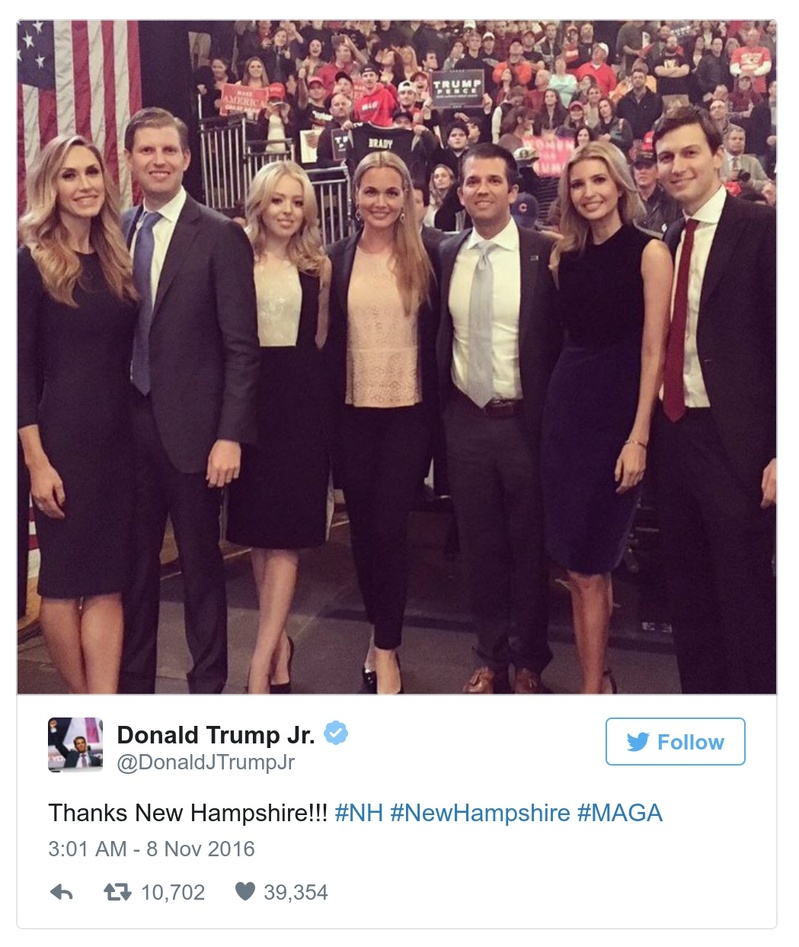 MAKE
AMERICA
TRUMP
PENCE
BRADY
Donald Trump Jr.
@DonaldJTrumpJr
Follow
Thanks New Hampshire!!! #NH #NewHampshire #MAGA
3:01 AM - 8 Nov 2016
10,702 39,354